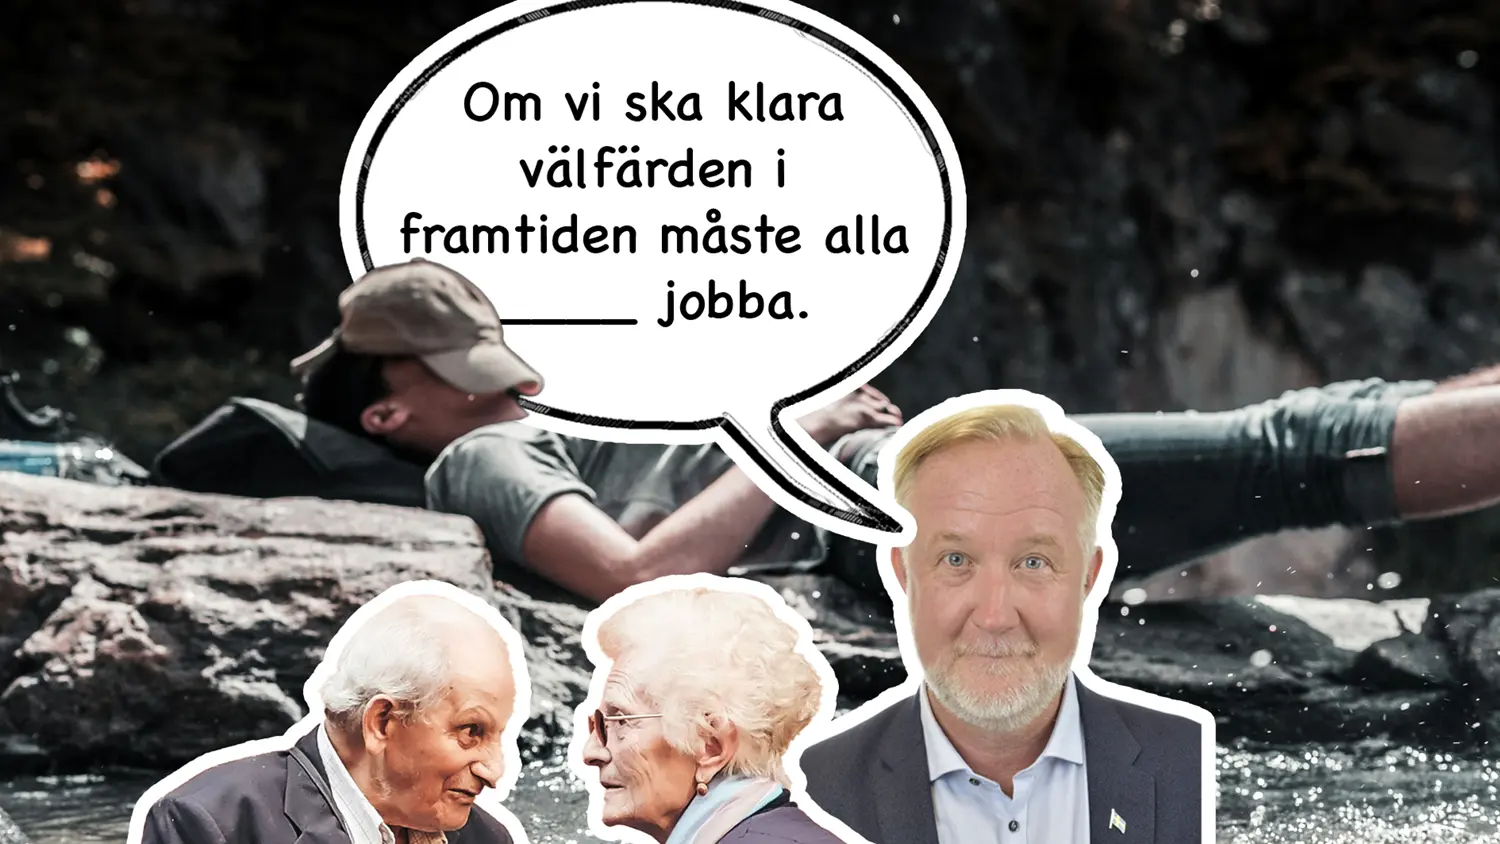 Om vi ska klara
välfärden i
framtiden måste alla
_____ jobba.